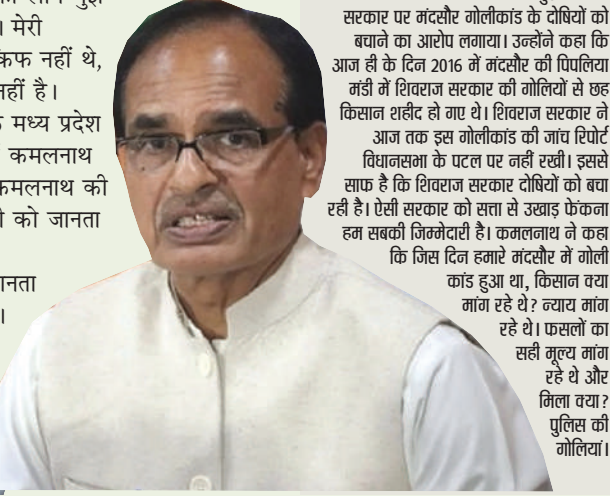 । मेरी
नहीं थे,
नहीं है।
मध्य प्रदेश
कमलनाथ
कमलनाथ की
को जानता
सरकार पर मंदसौर गोलीकांड के दोषियों को
बचाने का आरोप लगाया। उन्होंने कहा कि
आज ही के दिन 2016 में मंदसौर की पिपलिया
मंडी में शिवराज सरकार की गोलियों से छह
किसान शहीद हो गए थे। शिवराज सरकार ने
आज तक इस गोलीकांड की जांच रिपोर्ट
विधानसभा के पटल पर नहीं रखी। इससे
साफ है कि शिवराज सरकार दोषियों को बचा
रही है। ऐसी सरकार को सत्ता से उखाड़ फेंकना
हम सबकी जिम्मेदारी है। कमलनाथ ने कहा
कि जिस दिन हमारे मंदसौर में गोली
कांड हुआ था, किसान क्या
मांग रहे थे? न्याय मांग
रहे थे। फसलों का
सही मूल्य मांग
रहे थे और
मिला क्या?
पुलिस की
गोलियां।